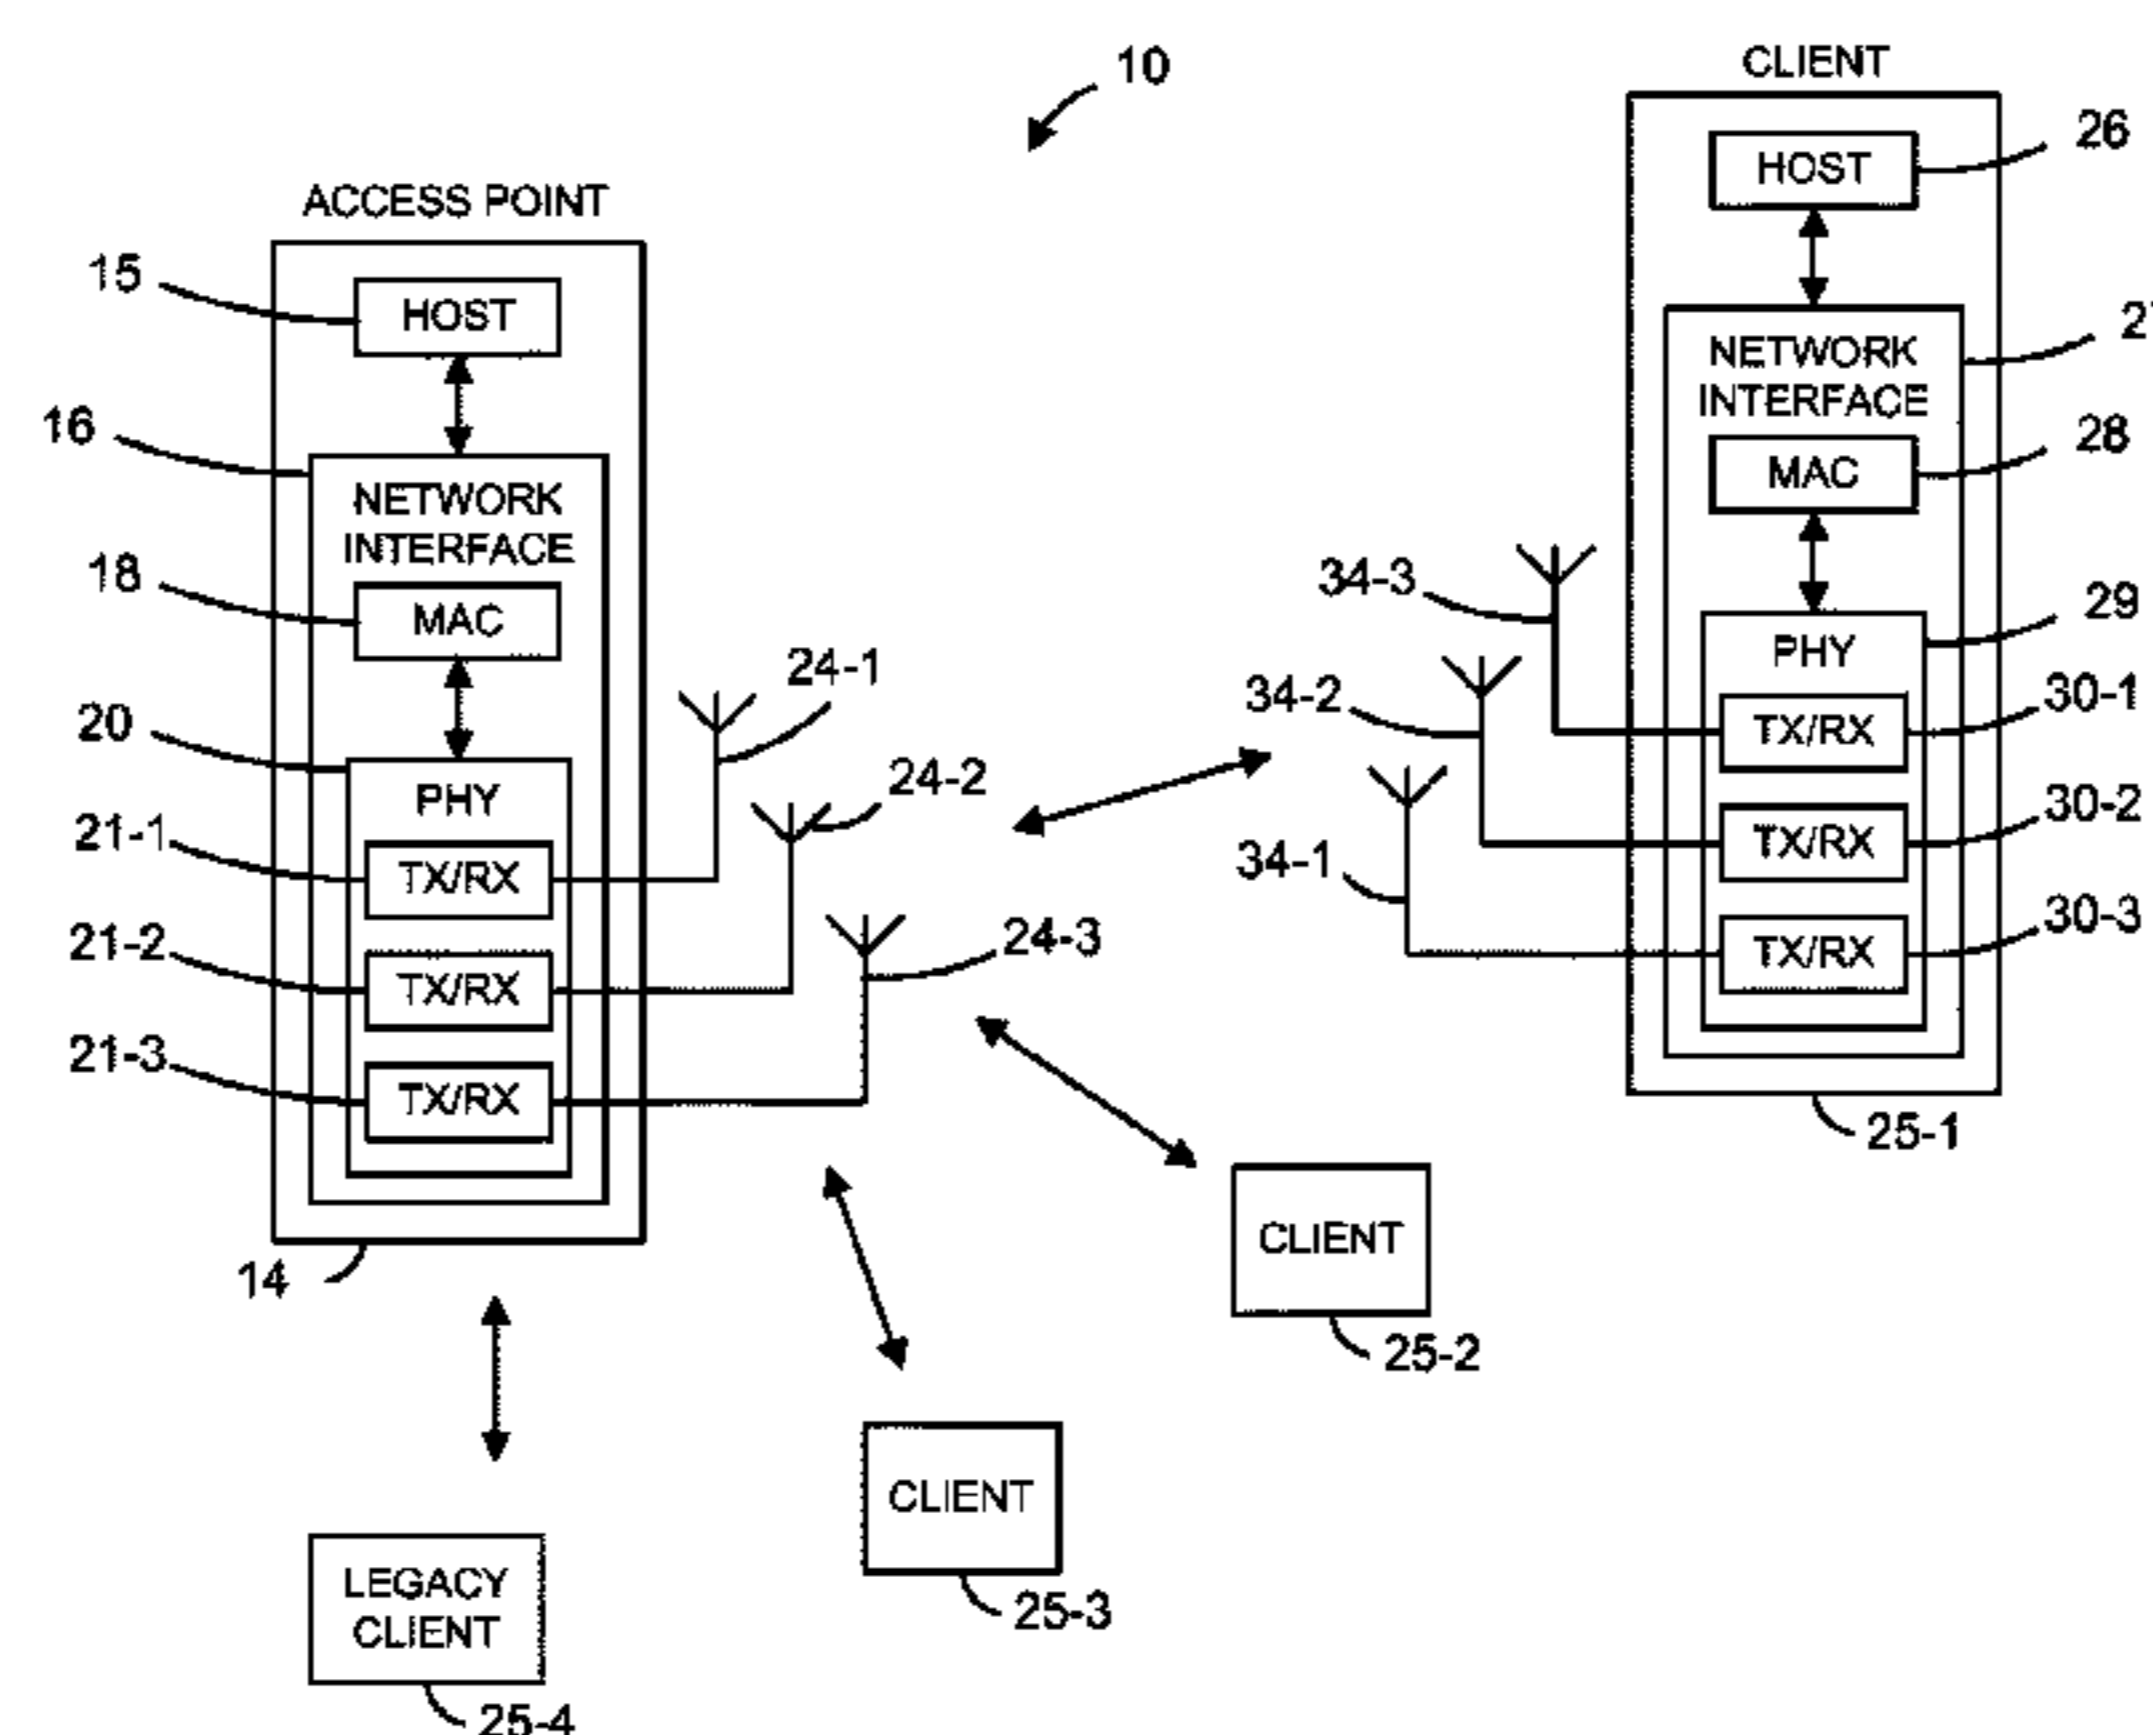 10
ACCESS POINT
15
HOST
16
NETWORK
INTERFACE
18
MAC
20
PHY
21-1
TX/RX
21-2
TX/RX
21-3
TX/RX
14
24-1
24-2
24-3
CLIENT
HOST
26
NETWORK
INTERFACE
MAC
28
PHY
29
34-3
34-2
34-1
TX/RX
30-1
TX/RX
30-2
TX/RX
30-3
25-1
CLIENT
25-2
CLIENT
25-3
LEGACY
CLIENT
25-4